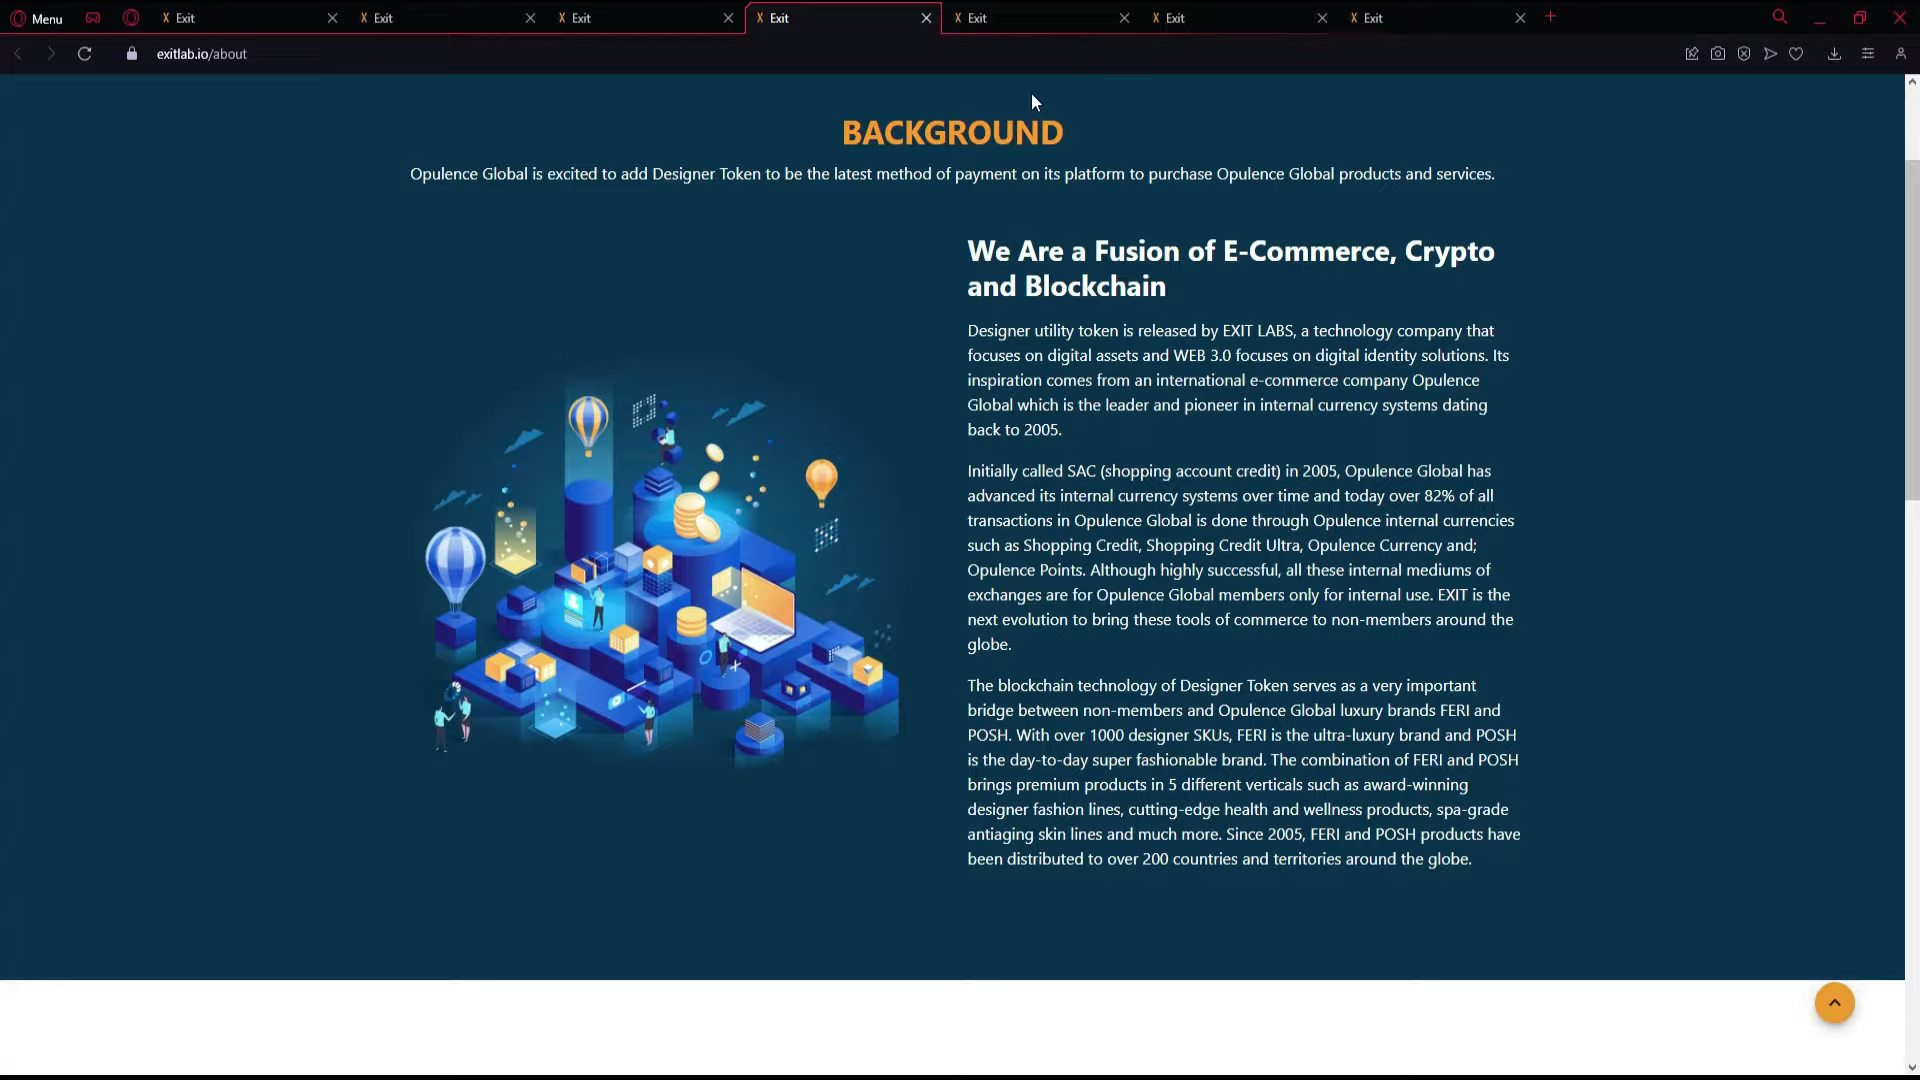 Menu
Exit
Exit
Exit
Exit
Exit
Exit
Exit
exitlab.io/about
BACKGROUND
Opulence Global is excited to add Designer Token to be the latest method of payment on its platform to purchase Opulence Global products and services.
We Are a Fusion of E-Commerce, Crypto
and Blockchain
Designer utility token is released by EXIT LABS, a technology company that
focuses on digital assets and WEB 3.0 focuses on digital identity solutions. Its
inspiration comes from an international e-commerce company Opulence
Global which is the leader and pioneer in internal currency systems dating
back to 2005.
Initially called SAC (shopping account credit) in 2005, Opulence Global has
advanced its internal currency systems over time and today over 82% of all
transactions in Opulence Global is done through Opulence internal currencies
such as Shopping Credit, Shopping Credit Ultra, Opulence Currency and;
Opulence Points. Although highly successful, all these internal mediums of
exchanges are for Opulence Global members only for internal use. EXIT is the
next evolution to bring these tools of commerce to non-members around the
globe.
The blockchain technology of Designer Token serves as a very important
bridge between non-members and Opulence Global luxury brands FERI and
POSH. With over 1000 designer SKUs, FERI is the ultra-luxury brand and POSH
is the day-to-day super fashionable brand. The combination of FERI and POSH
brings premium products in 5 different verticals such as award-winning
designer fashion lines, cutting-edge health and wellness products, spa-grade
antiaging skin lines and much more. Since 2005, FERI and POSH products have
been distributed to over 200 countries and territories around the globe.